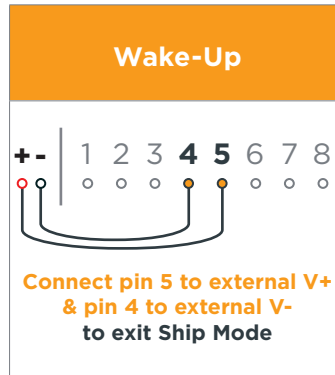 Wake-Up
+ - 1 2 3 4 5 6 7 8
Connect pin 5 to external V+
& pin 4 to external V-
to exit Ship Mode